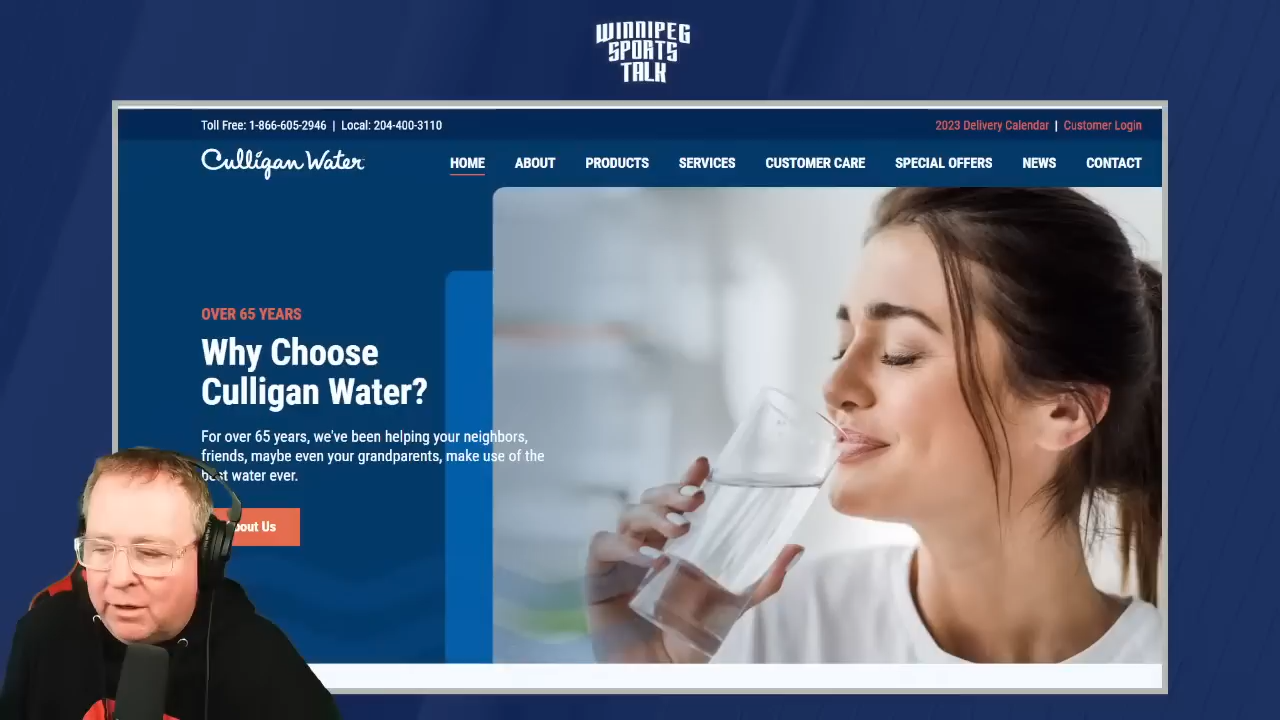 WINNIPEG
SPORTS
TALK
Toll Free: 1-866-605-2946 | Local: 204-400-3110
2023 Delivery Calendar | Customer Login
Culligan Water
HOME ABOUT PRODUCTS SERVICES CUSTOMER CARE SPECIAL OFFERS NEWS CONTACT
OVER 65 YEARS
Why Choose
Culligan Water?
For over 65 years, we've been helping your neighbors,
friends, maybe even your grandparents, make use of the
best water ever.
About Us